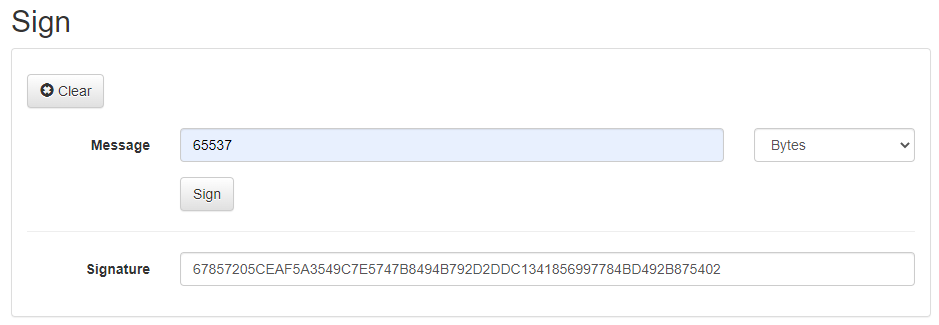 Sign
Clear
Message 65537 Bytes
Sign
Signature 67857205CEAF5A3549C7E5747B8494B792D2DDC1341856997784BD492B875402